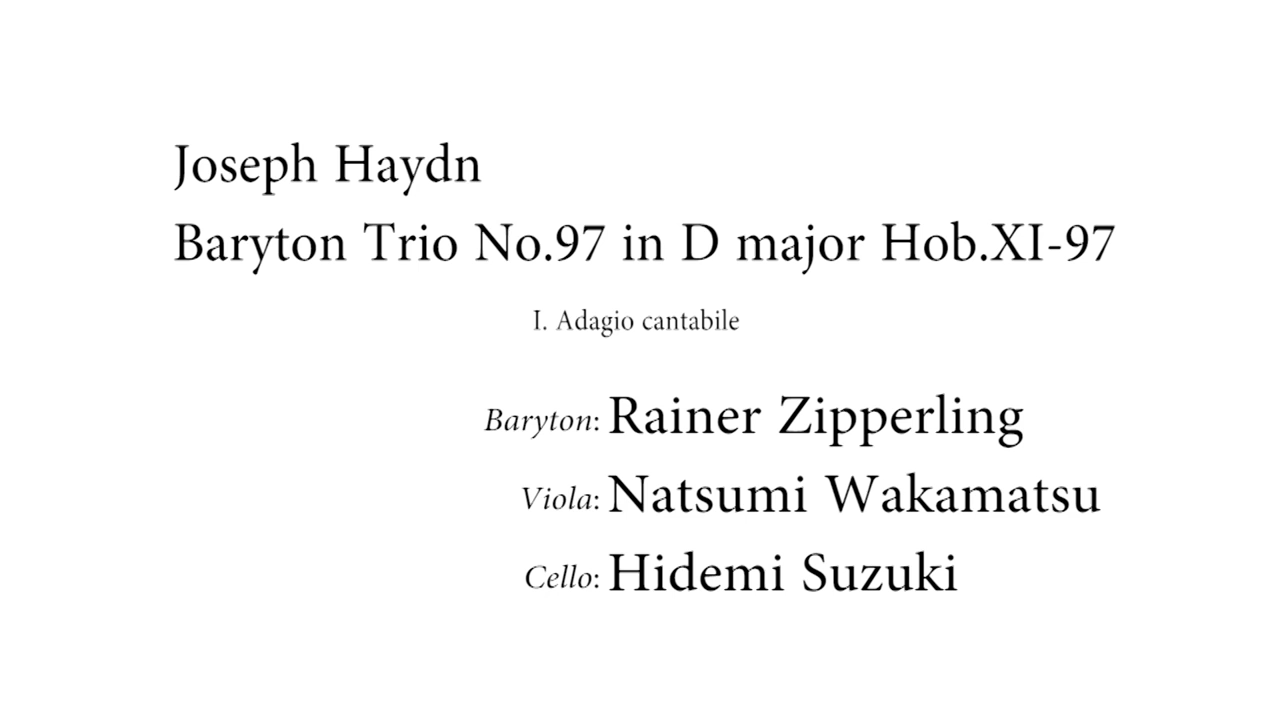 Joseph Haydn
Baryton Trio No.97 in D major Hob.XI-97
I. Adagio cantabile
Baryton: Rainer Zipperling
Viola: Natsumi Wakamatsu
Cello: Hidemi Suzuki